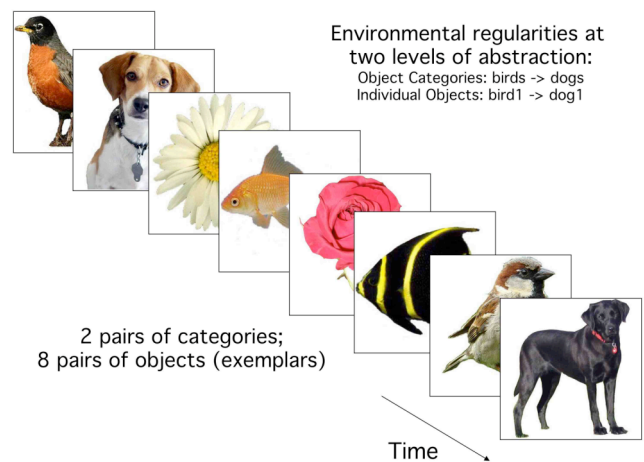 Environmental regularities at
two levels of abstraction:
Object Categories: birds -> dogs
Individual Objects: bird1 -> dog1
2 pairs of categories;
8 pairs of objects (exemplars)
Time